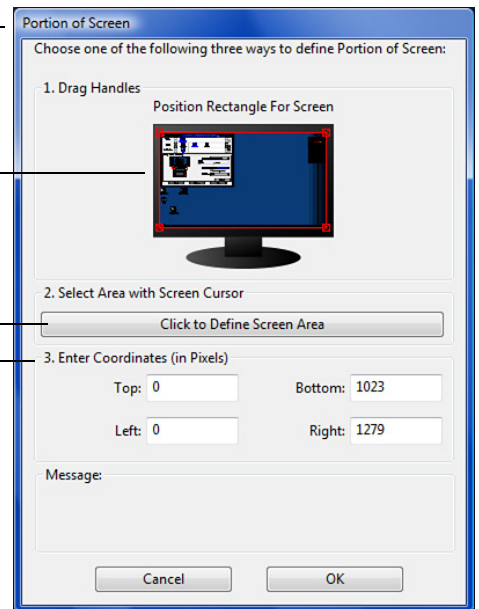 Portion of Screen
Choose one of the following three ways to define Portion of Screen:
1. Drag Handles
Position Rectangle For Screen
2. Select Area with Screen Cursor
Click to Define Screen Area
3. Enter Coordinates (in Pixels)
Top: 0 Bottom: 1023
Left: 0 Right: 1279
Message:
Cancel OK